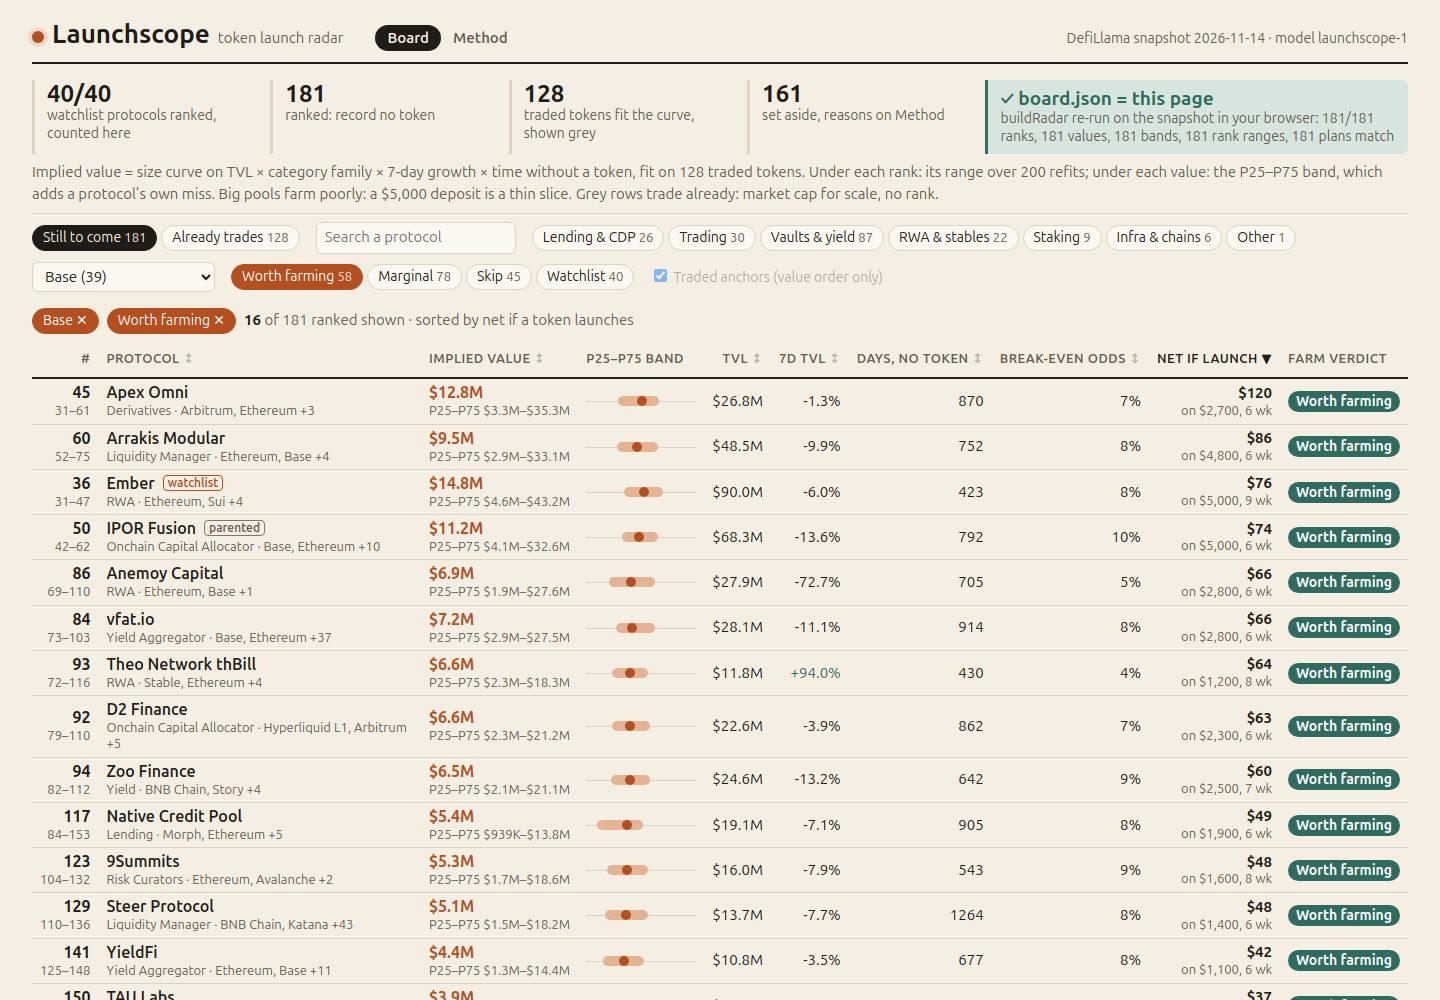 Launchscope token launch radar Board Method DefiLlama snapshot 2026-11-14 · model launchscope-1
40/40
watchlist protocols ranked,
counted here
181
ranked: record no token
128
traded tokens fit the curve,
shown grey
161
set aside, reasons on Method
✓ board.json = this page
buildRadar re-run on the snapshot in your browser: 181/181
ranks, 181 values, 181 bands, 181 rank ranges, 181 plans match
Implied value = size curve on TVL × category family × 7-day growth × time without a token, fit on 128 traded tokens. Under each rank: its range over 200 refits; under each value: the P25–P75 band, which
adds a protocol's own miss. Big pools farm poorly: a $5,000 deposit is a thin slice. Grey rows trade already: market cap for scale, no rank.
Still to come 181 Already trades 128 Search a protocol Lending & CDP 26 Trading 30 Vaults & yield 87 RWA & stables 22 Staking 9 Infra & chains 6 Other 1
Base (39) Worth farming 58 Marginal 78 Skip 45 Watchlist 40 Traded anchors (value order only)
Base ✕ Worth farming ✕ 16 of 181 ranked shown · sorted by net if a token launches
# PROTOCOL ↕ IMPLIED VALUE ↕ P25–P75 BAND TVL ↕ 7D TVL ↕ DAYS, NO TOKEN ↕ BREAK-EVEN ODDS ↕ NET IF LAUNCH ▼ FARM VERDICT
45 Apex Omni $12.8M $26.8M -1.3% 870 7% $120 Worth farming
31–61 Derivatives · Arbitrum, Ethereum +3 P25–P75 $3.3M–$35.3M on $2,700, 6 wk
60 Arrakis Modular $9.5M $48.5M -9.9% 752 8% $86 Worth farming
52–75 Liquidity Manager · Ethereum, Base +4 P25–P75 $2.9M–$33.1M on $4,800, 6 wk
36 Ember watchlist $14.8M $90.0M -6.0% 423 8% $76 Worth farming
31–47 RWA · Ethereum, Sui +4 P25–P75 $4.6M–$43.2M on $5,000, 9 wk
50 IPOR Fusion parented $11.2M $68.3M -13.6% 792 10% $74 Worth farming
42–62 Onchain Capital Allocator · Base, Ethereum +10 P25–P75 $4.1M–$32.6M on $5,000, 6 wk
86 Anemoy Capital $6.9M $27.9M -72.7% 705 5% $66 Worth farming
69–110 RWA · Ethereum, Base +1 P25–P75 $1.9M–$27.6M on $2,800, 6 wk
84 vfat.io $7.2M $28.1M -11.1% 914 8% $66 Worth farming
73–103 Yield Aggregator · Base, Ethereum +37 P25–P75 $2.9M–$27.5M on $2,800, 6 wk
93 Theo Network thBill $6.6M $11.8M +94.0% 430 4% $64 Worth farming
72–116 RWA · Stable, Ethereum +4 P25–P75 $2.3M–$18.3M on $1,200, 8 wk
92 D2 Finance $6.6M $22.6M -3.9% 862 7% $63 Worth farming
79–110 Onchain Capital Allocator · Hyperliquid L1, Arbitrum P25–P75 $2.3M–$21.2M on $2,300, 6 wk
+5
94 Zoo Finance $6.5M $24.6M -13.2% 642 9% $60 Worth farming
82–112 Yield · BNB Chain, Story +4 P25–P75 $2.1M–$21.1M on $2,500, 7 wk
117 Native Credit Pool $5.4M $19.1M -7.1% 905 8% $49 Worth farming
84–153 Lending · Morph, Ethereum +5 P25–P75 $939K–$13.8M on $1,900, 6 wk
123 9Summits $5.3M $16.0M -7.9% 543 9% $48 Worth farming
104–132 Risk Curators · Ethereum, Avalanche +2 P25–P75 $1.7M–$18.6M on $1,600, 8 wk
129 Steer Protocol $5.1M $13.7M -7.7% 1264 8% $48 Worth farming
110–136 Liquidity Manager · BNB Chain, Katana +43 P25–P75 $1.5M–$18.2M on $1,400, 6 wk
141 YieldFi $4.4M $10.8M -3.5% 677 8% $42 Worth farming
125–148 Yield Aggregator · Ethereum, Base +11 P25–P75 $1.3M–$14.4M on $1,100, 6 wk
150 TAU Labs $3.9M $37